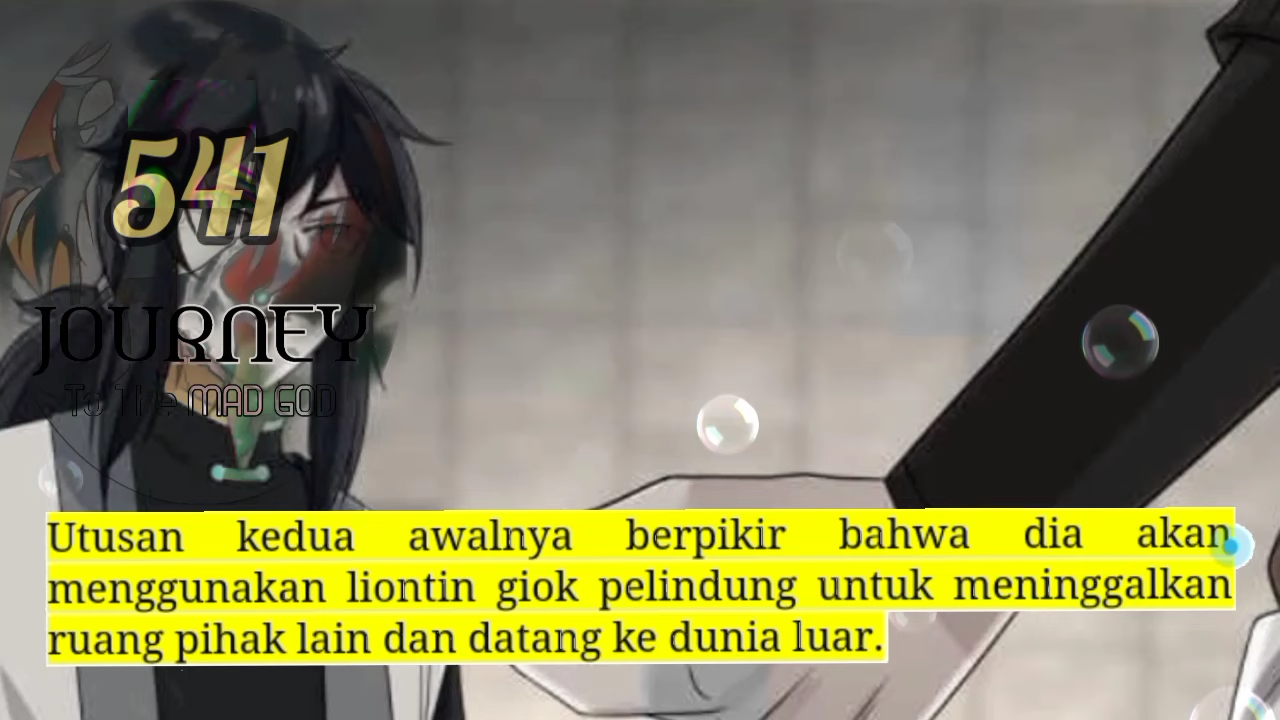 541
JOURNEY
To The MAD GOD
Utusan kedua awalnya berpikir bahwa dia akan
menggunakan liontin giok pelindung untuk meninggalkan
ruang pihak lain dan datang ke dunia luar.